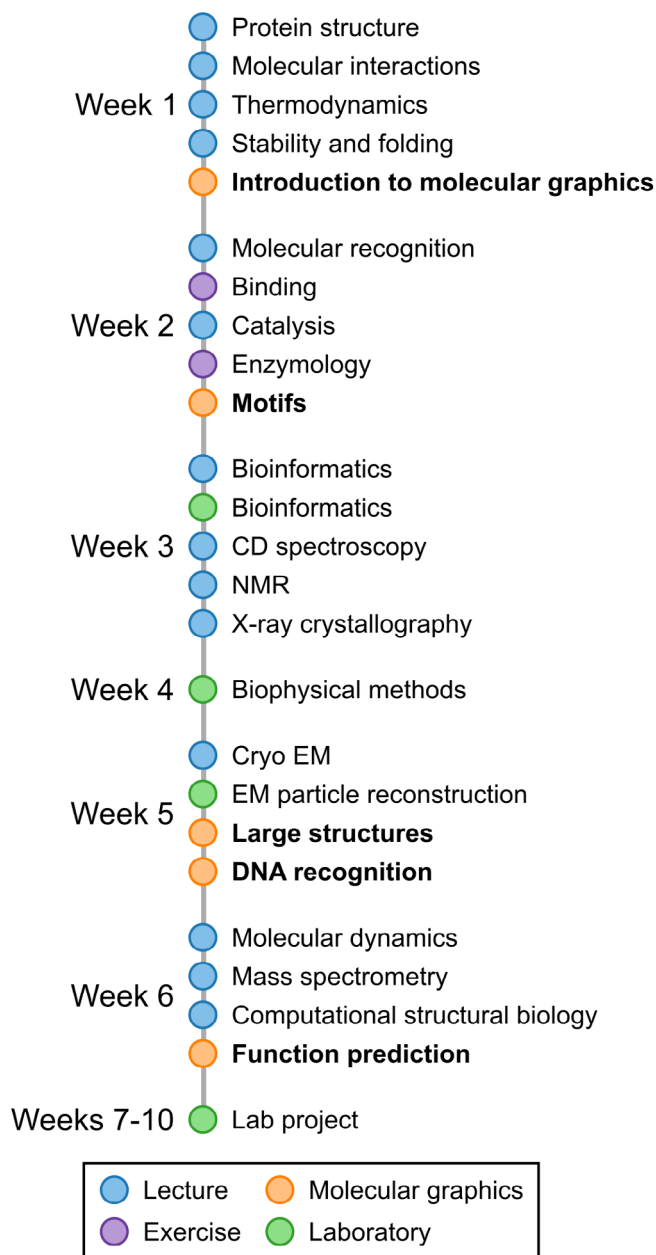 Protein structure
Molecular interactions
Week 1
Thermodynamics
Stability and folding
Introduction to molecular graphics
Molecular recognition
Binding
Week 2
Catalysis
Enzymology
Motifs
Bioinformatics
Bioinformatics
Week 3
CD spectroscopy
NMR
X-ray crystallography
Week 4
Biophysical methods
Cryo EM
EM particle reconstruction
Week 5
Large structures
DNA recognition
Molecular dynamics
Mass spectrometry
Week 6
Computational structural biology
Function prediction
Weeks 7-10
Lab project
Lecture
Molecular graphics
Exercise
Laboratory